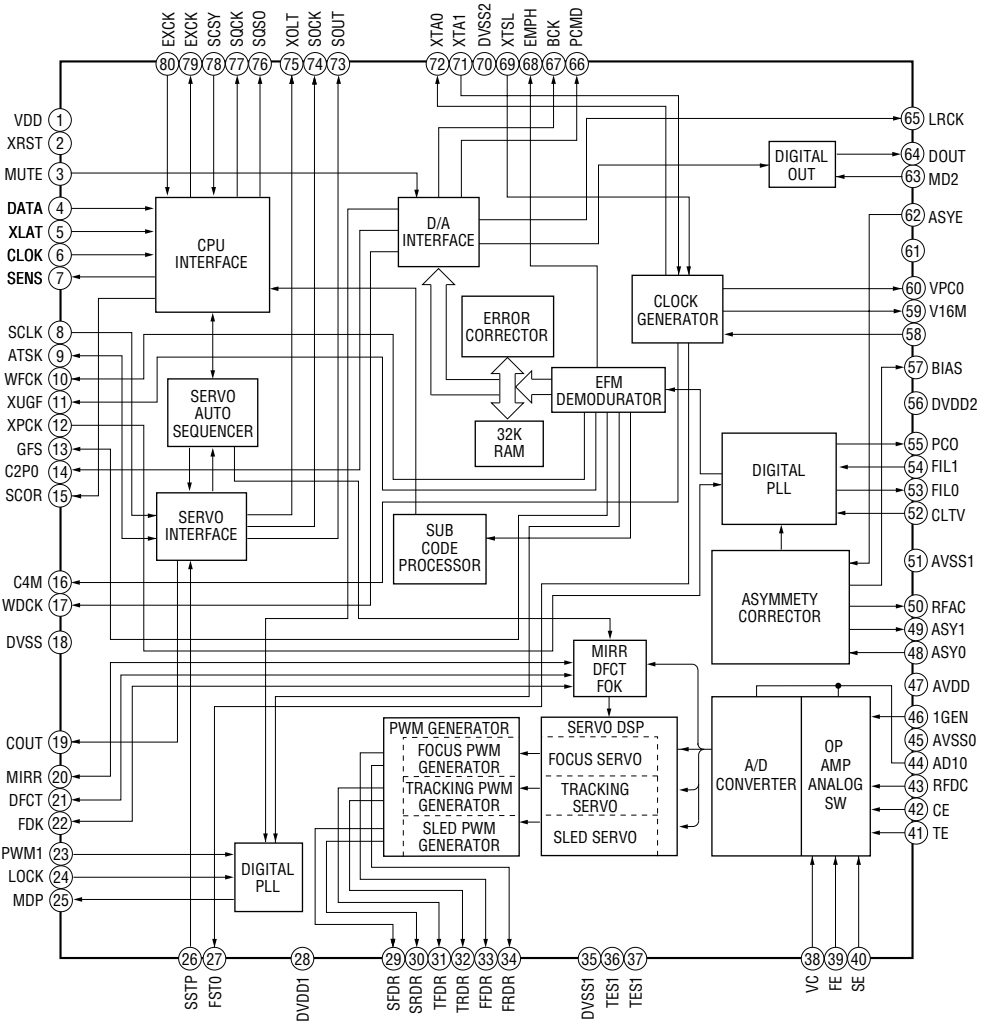 EXCK
EXCK
SCSY
SQCK
SQSO
XOLT
SOCK
SOUT
XTA0
XTA1
DVSS2
XTSL
EMPH
BCK
PCMD
80 79 78 77 76 75 74 73 72 71 70 69 68 67 66
VDD 1
XRST 2
MUTE 3
DATA 4
XLAT 5
CLOK 6
SENS 7
SCLK 8
ATSK 9
WFCK 10
XUGF 11
XPCK 12
GFS 13
C2P0 14
SCOR 15
C4M 16
WDCK 17
DVSS 18
COUT 19
MIRR 20
DFCT 21
FDK 22
PWM1 23
LOCK 24
MDP 25
CPU
INTERFACE
D/A
INTERFACE
DIGITAL
OUT
CLOCK
GENERATOR
ERROR
CORRECTOR
EFM
DEMODURATOR
32K
RAM
SERVO
AUTO
SEQUENCER
SERVO
INTERFACE
SUB
CODE
PROCESSOR
DIGITAL
PLL
ASYMMETY
CORRECTOR
MIRR
DFCT
FOK
PWM GENERATOR
FOCUS PWM
GENERATOR
TRACKING PWM
GENERATOR
SLED PWM
GENERATOR
SERVO DSP
FOCUS SERVO
TRACKING
SERVO
SLED SERVO
A/D
CONVERTER
OP
AMP
ANALOG
SW
DIGITAL
PLL
65 LRCK
64 DOUT
63 MD2
62 ASYE
61
60 VPC0
59 V16M
58
57 BIAS
56 DVDD2
55 PCO
54 FIL1
53 FIL0
52 CLTV
51 AVSS1
50 RFAC
49 ASY1
48 ASY0
47 AVDD
46 1GEN
45 AVSS0
44 AD10
43 RFDC
42 CE
41 TE
26 27 28 29 30 31 32 33 34 35 36 37 38 39 40
SSTP
FST0
DVDD1
SFDR
SRDR
TFDR
TRDR
FFDR
FRDR
DVSS1
TES1
TES1
VC
FE
SE